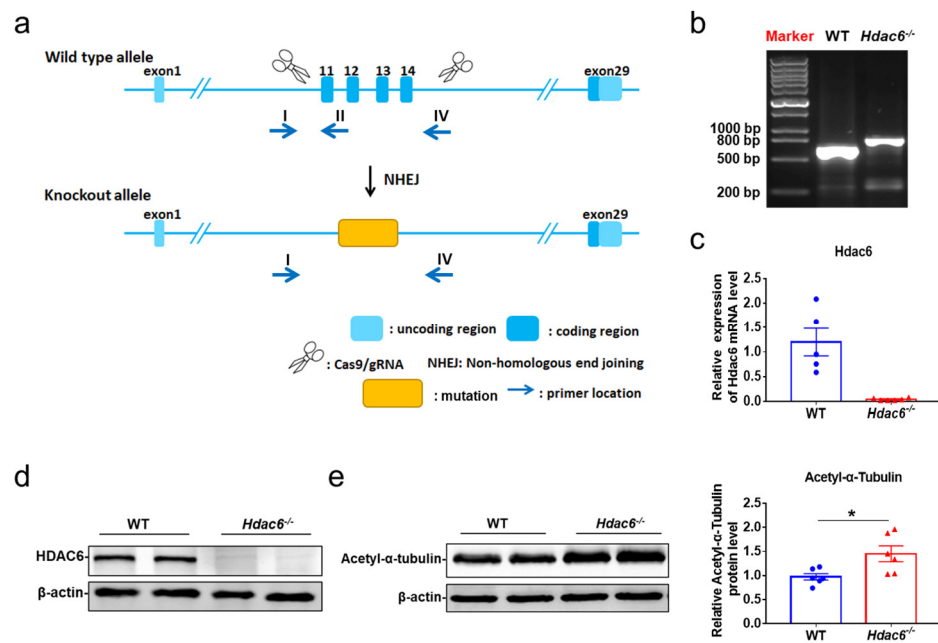 a
Wild type allele
exon1
11 12 13 14
exon29
I II IV
NHEJ
Knockout allele
exon1
exon29
I IV
: uncoding region : coding region
: Cas9/gRNA NHEJ: Non-homologous end joining
: mutation : primer location
b
Marker WT Hdac6-/-
1000 bp
800 bp
500 bp
200 bp
c
Hdac6
Relative expression
of Hdac6 mRNA level
2.5
2.0
1.5
1.0
0.5
0.0
WT Hdac6-/-
d
WT Hdac6-/-
HDAC6
β-actin
e
WT Hdac6-/-
Acetyl-α-tubulin
β-actin
Acetyl-α-Tubulin
Relative Acetyl-α-Tubulin
protein level
2.5
2.0
1.5
1.0
0.5
0.0
*
WT Hdac6-/-